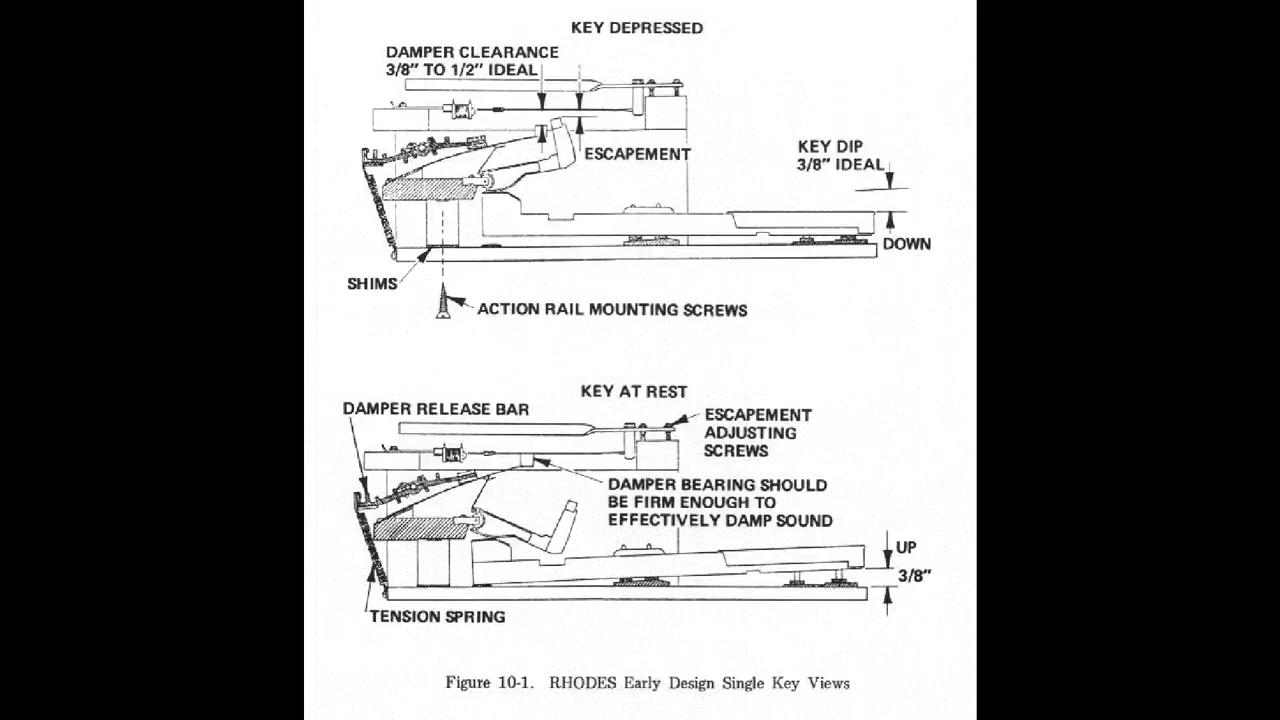 KEY DEPRESSED
DAMPER CLEARANCE
3/8" TO 1/2" IDEAL
ESCAPEMENT
KEY DIP
3/8" IDEAL
DOWN
SHIMS
ACTION RAIL MOUNTING SCREWS
KEY AT REST
DAMPER RELEASE BAR
ESCAPEMENT
ADJUSTING
SCREWS
DAMPER BEARING SHOULD
BE FIRM ENOUGH TO
EFFECTIVELY DAMP SOUND
UP
3/8"
TENSION SPRING
Figure 10-1. RHODES Early Design Single Key Views